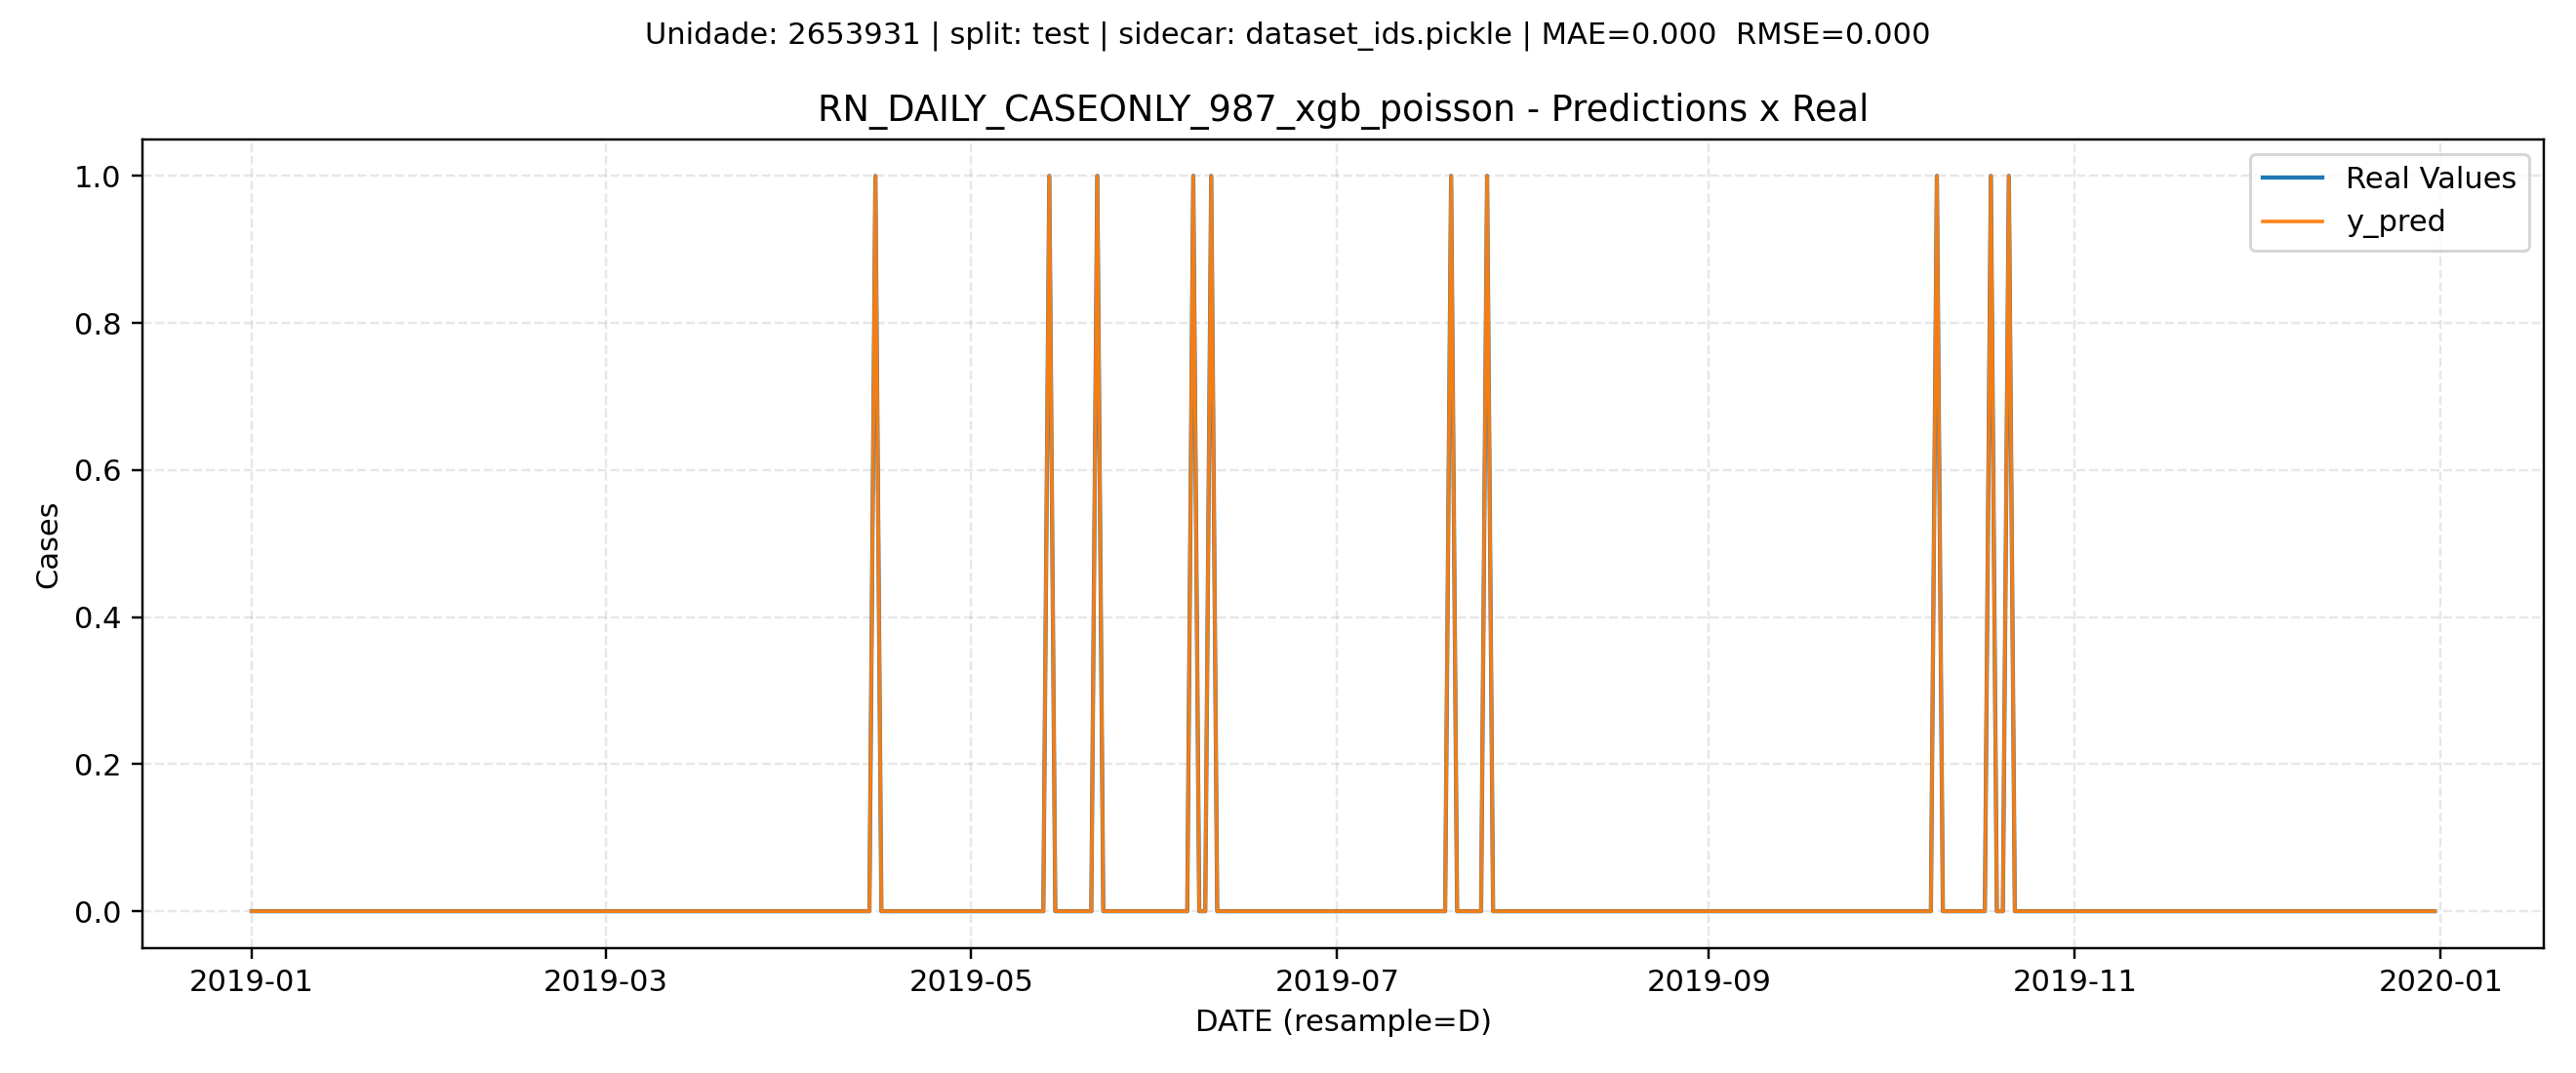 Unidade: 2653931 | split: test | sidecar: dataset_ids.pickle | MAE=0.000  RMSE=0.000
RN_DAILY_CASEONLY_987_xgb_poisson - Predictions x Real
Real Values
y_pred
1.0
0.8
0.6
0.4
0.2
0.0
Cases
2019-01 2019-03 2019-05 2019-07 2019-09 2019-11 2020-01
DATE (resample=D)